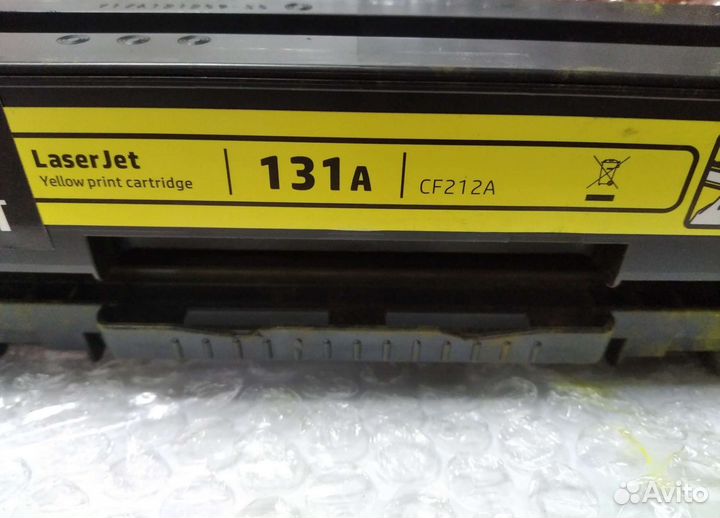 LaserJet
Yellow print cartridge
131A
CF212A
T
Avito